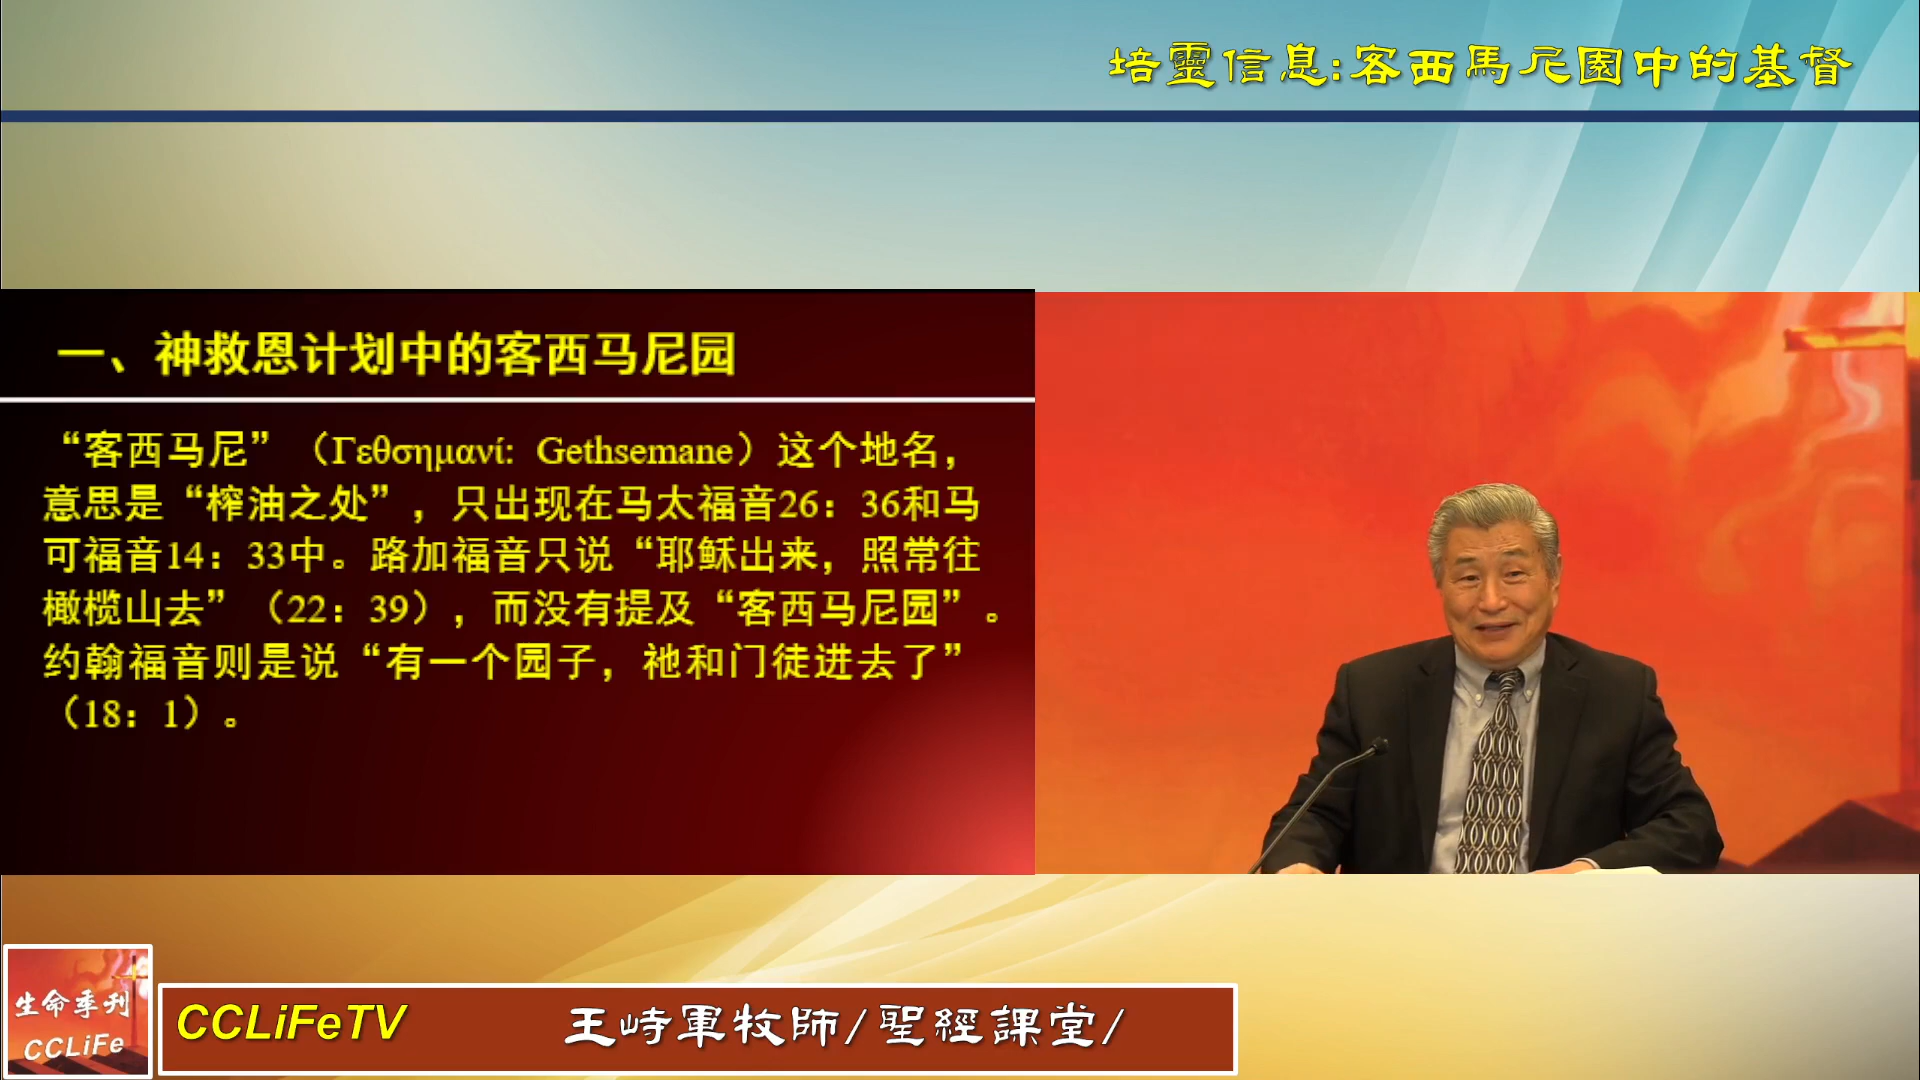 培靈信息:客西馬尼園中的基督
一、神救恩计划中的客西马尼园
“客西马尼”（Γεθσημανί: Gethsemane）这个地名，
意思是“榨油之处”，只出现在马太福音26：36和马
可福音14：33中。路加福音只说“耶稣出来，照常往
橄榄山去”（22：39），而没有提及“客西马尼园”。
约翰福音则是说“有一个园子，祂和门徒进去了”
（18：1）。
生命季刊
CCLiFe
CCLiFeTV
王峙軍牧師/聖經課堂/